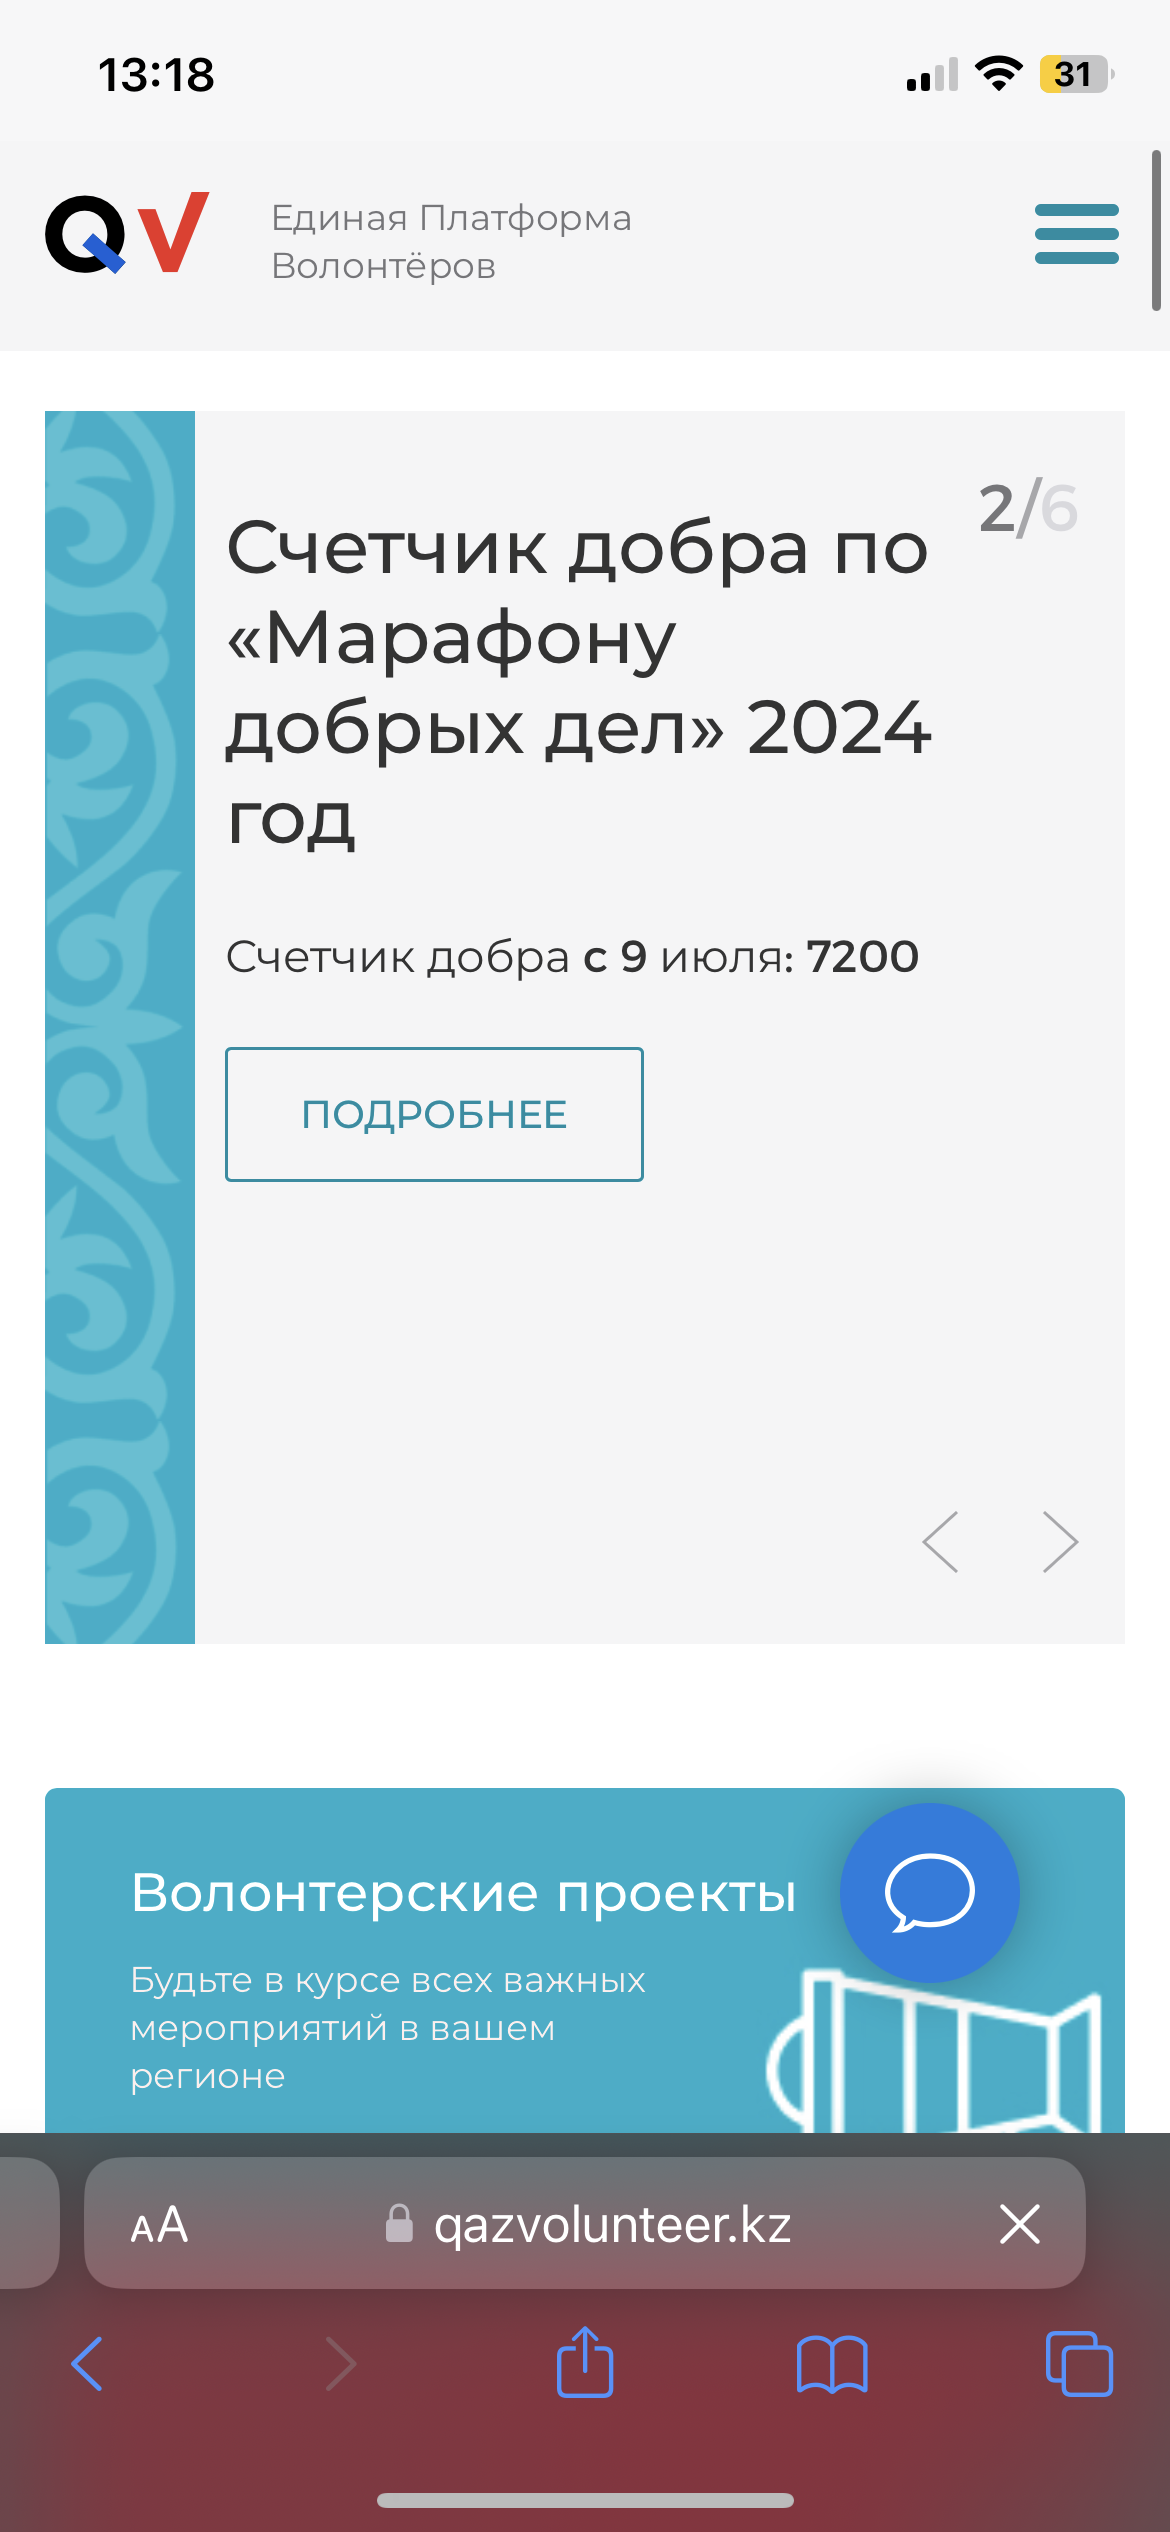 13:18
31
QV
Единая Платформа
Волонтёров
2/6
Счетчик добра по
«Марафону
добрых дел» 2024
год
Счетчик добра с 9 июля: 7200
ПОДРОБНЕЕ
Волонтерские проекты
Будьте в курсе всех важных
мероприятий в вашем
регионе
AA
qazvolunteer.kz